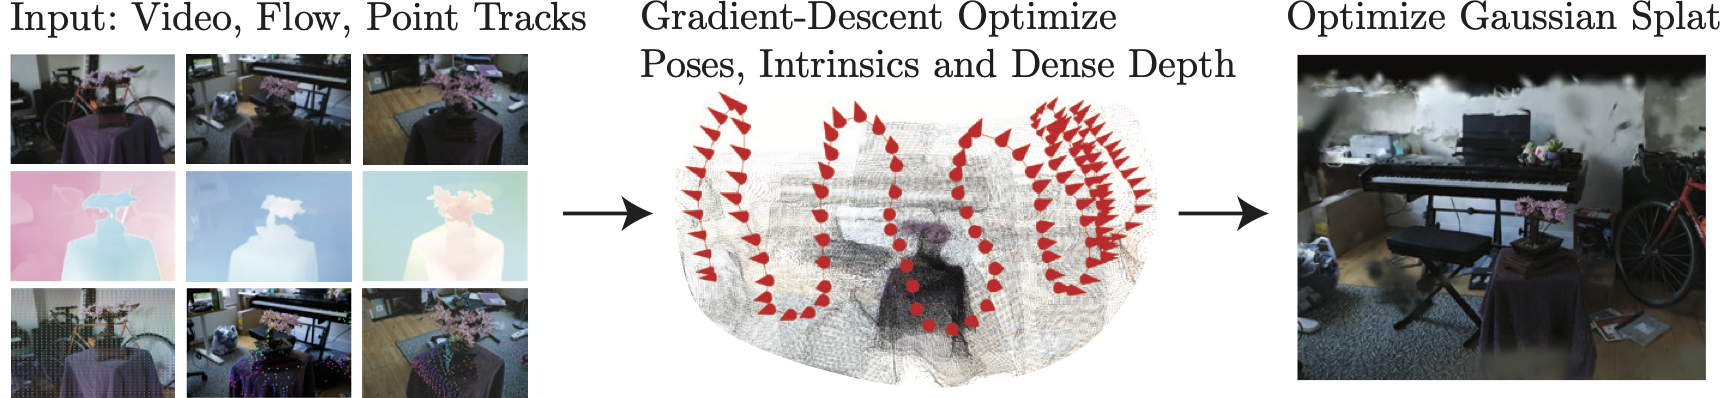 Input: Video, Flow, Point Tracks
Gradient-Descent Optimize
Poses, Intrinsics and Dense Depth
Optimize Gaussian Splat